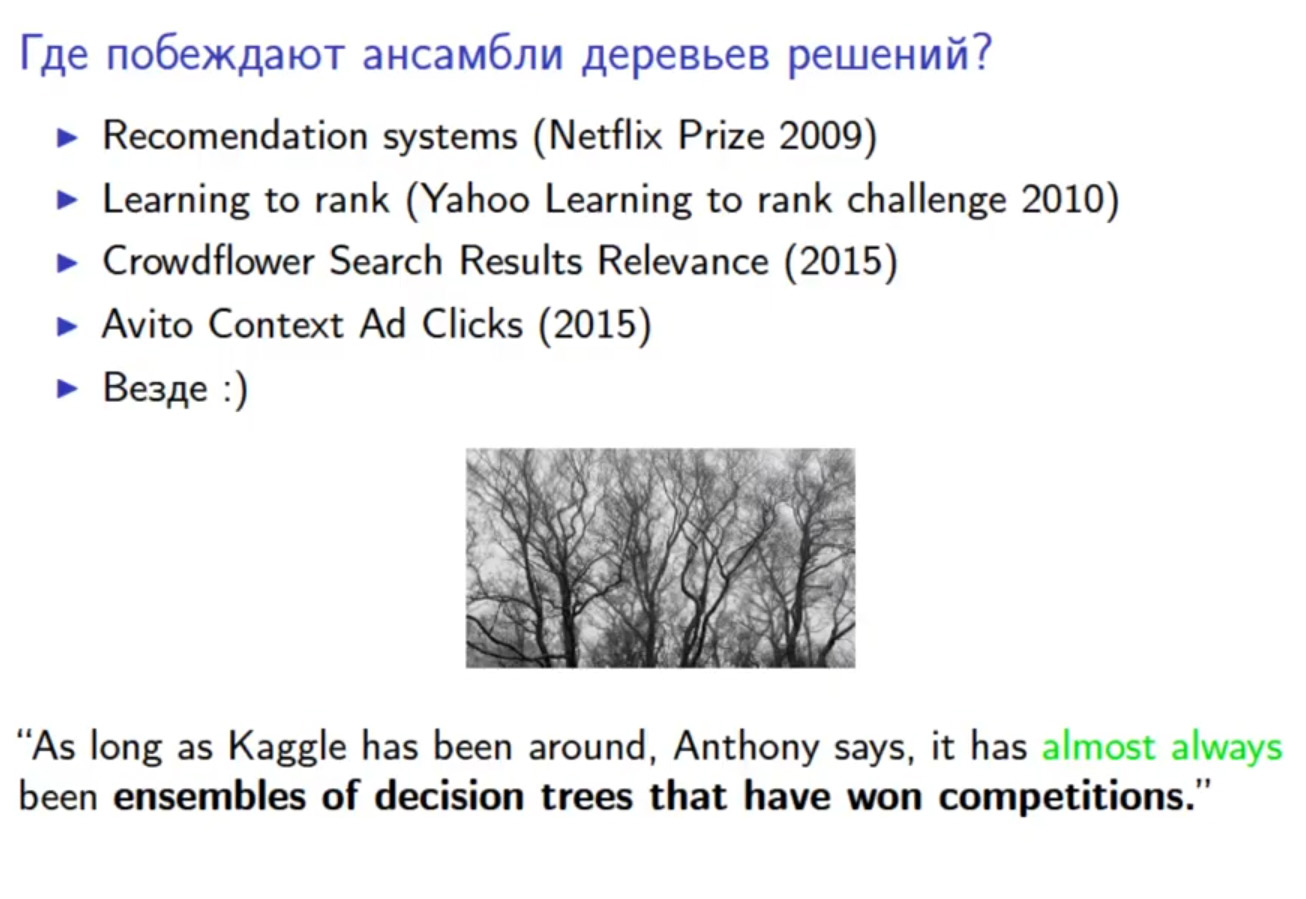 Где побеждают ансамбли деревьев решений?
Recomendation systems (Netflix Prize 2009)
Learning to rank (Yahoo Learning to rank challenge 2010)
Crowdflower Search Results Relevance (2015)
Avito Context Ad Clicks (2015)
Везде :)
“As long as Kaggle has been around, Anthony says, it has almost always
been ensembles of decision trees that have won competitions.”